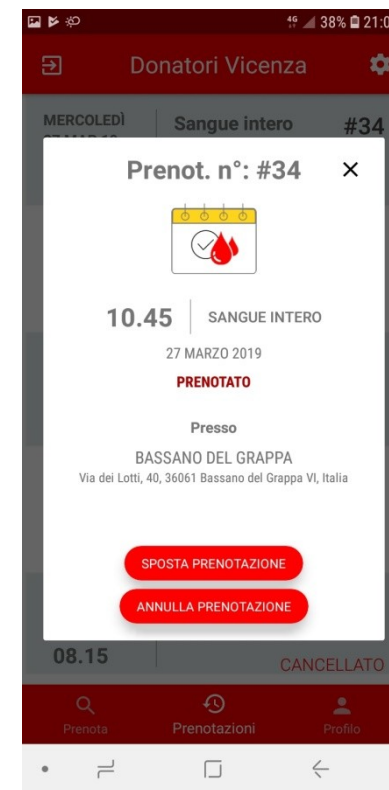 4G 38% 21:0
Donatori Vicenza
MERCOLEDÌ
Sangue intero
#34
Prenot. n°: #34
10.45
SANGUE INTERO
27 MARZO 2019
PRENOTATO
Presso
BASSANO DEL GRAPPA
Via dei Lotti, 40, 36061 Bassano del Grappa VI, Italia
SPOSTA PRENOTAZIONE
ANNULLA PRENOTAZIONE
08.15
CANCELLATO
Prenota
Prenotazioni
Profilo